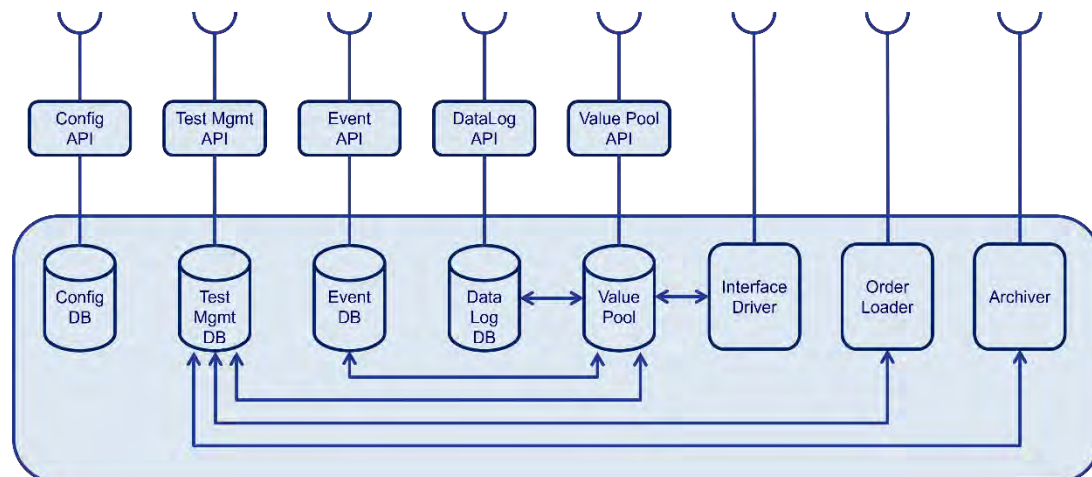 Config
API
Test Mgmt
API
Event
API
DataLog
API
Value Pool
API
Config
DB
Test
Mgmt
DB
Event
DB
Data
Log
DB
Value
Pool
Interface
Driver
Order
Loader
Archiver